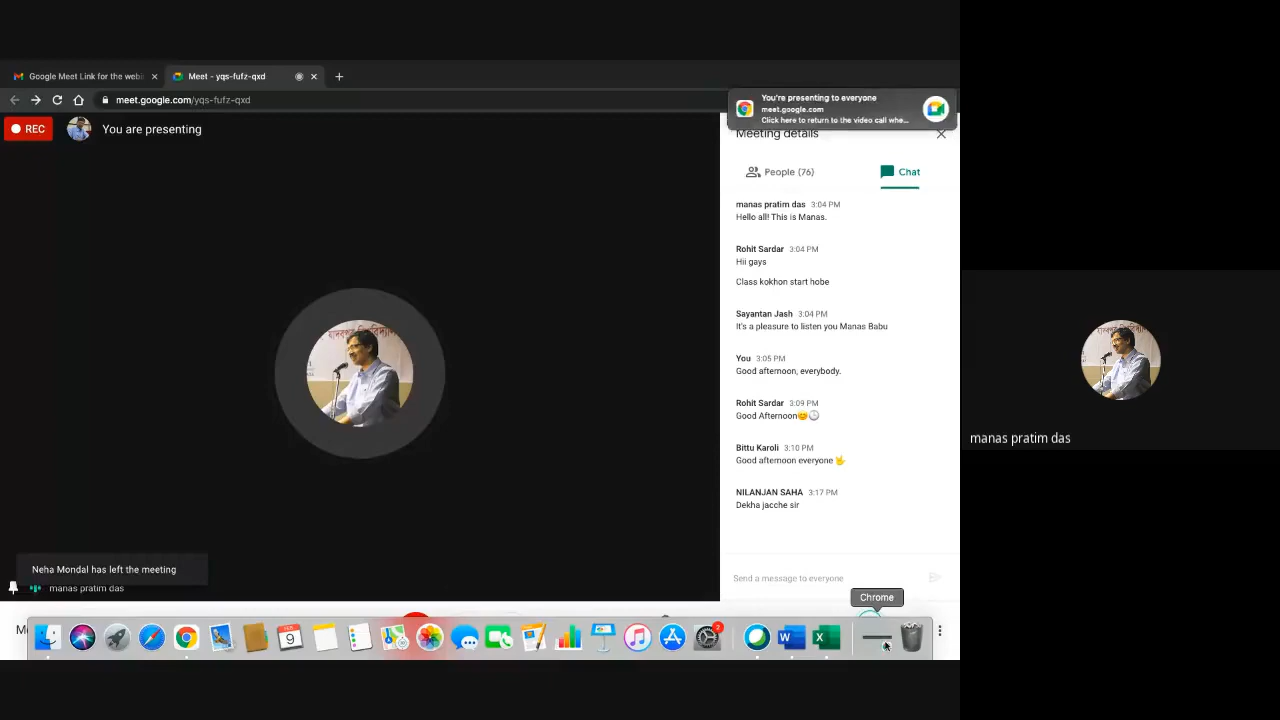 Google Meet Link for the webi
Meet - yqs-fufz-qxd
meet.google.com/yqs-fufz-qxd
You're presenting to everyone
meet.google.com
Click here to return to the video call whe...
REC
You are presenting
Meeting details
People (76)
Chat
manas pratim das 3:04 PM
Hello all! This is Manas.
Rohit Sardar 3:04 PM
Hii gays
Class kokhon start hobe
Sayantan Jash 3:04 PM
It's a pleasure to listen you Manas Babu
You 3:05 PM
Good afternoon, everybody.
Rohit Sardar 3:09 PM
Good Afternoon😊🕒
Bittu Karoli 3:10 PM
Good afternoon everyone 🤟
NILANJAN SAHA 3:17 PM
Dekha jacche sir
manas pratim das
Neha Mondal has left the meeting
manas pratim das
Send a message to everyone
Chrome
FEB
9
2
W
X